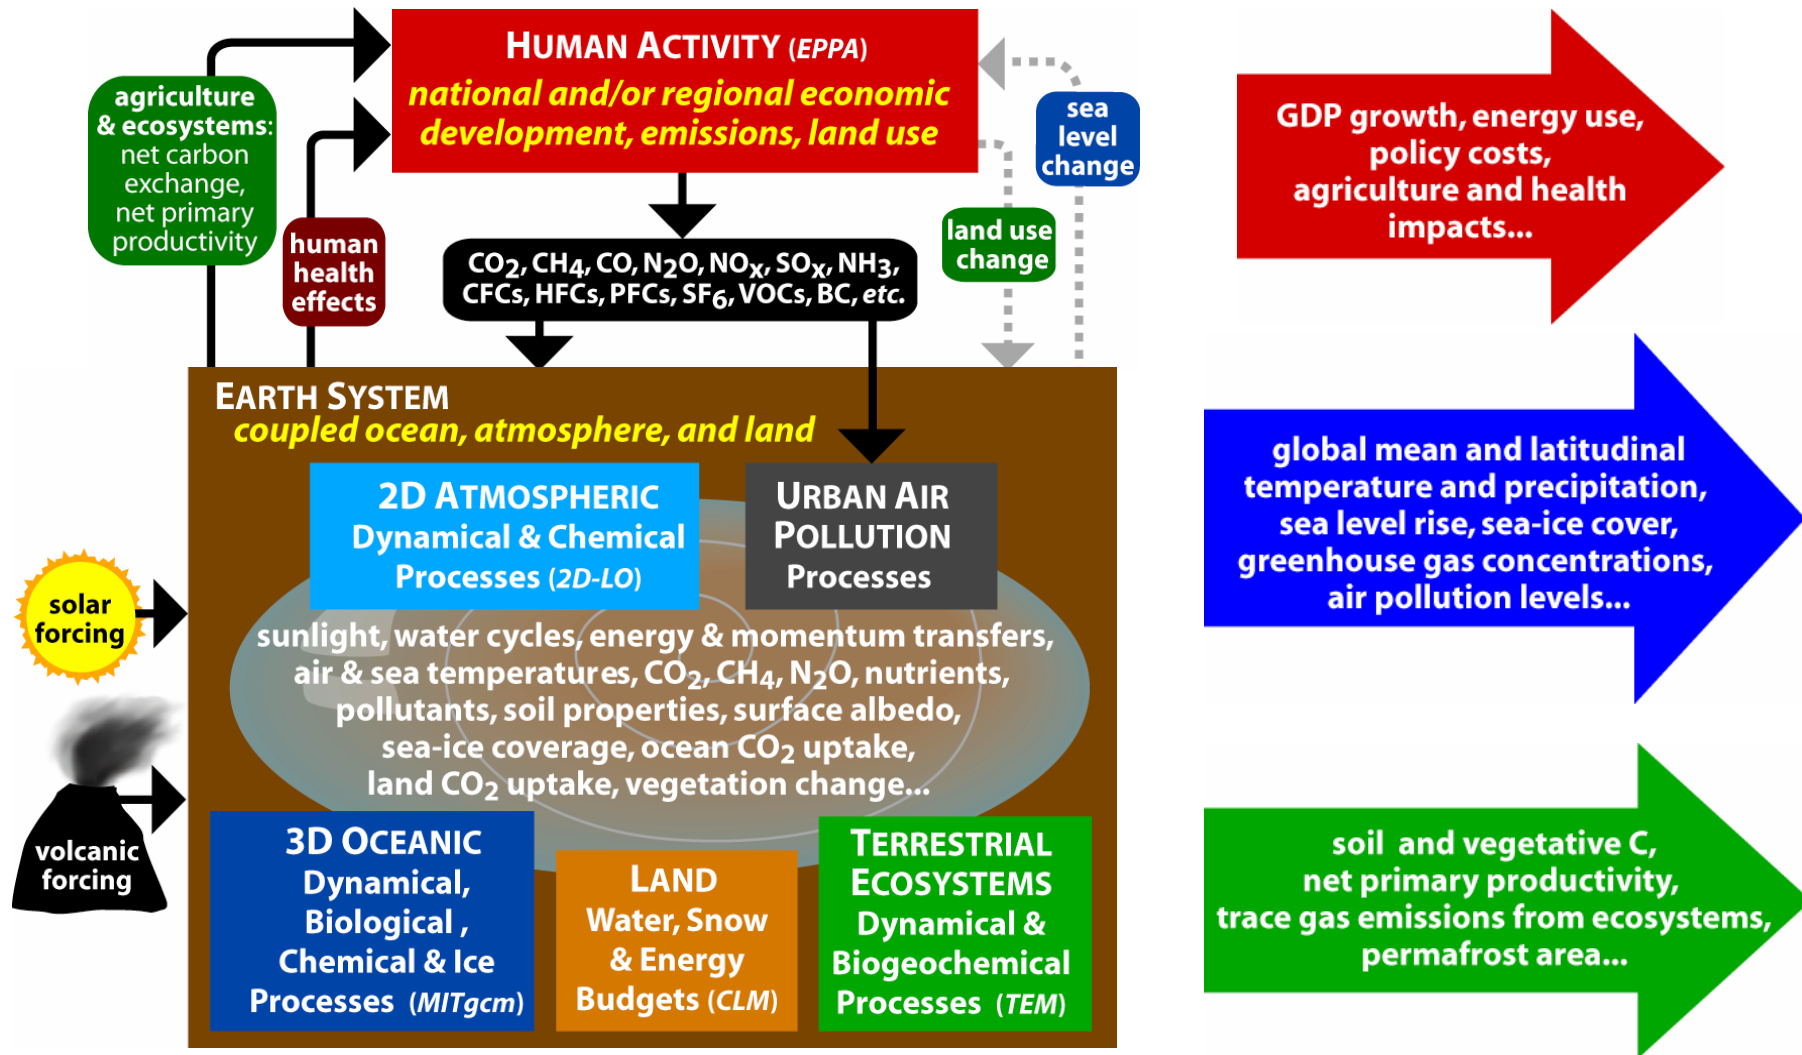 HUMAN ACTIVITY (EPPA)
national and/or regional economic
development, emissions, land use
agriculture
& ecosystems:
net carbon
exchange,
net primary
productivity
human
health
effects
sea
level
change
land use
change
CO2, CH4, CO, N2O, NOx, SOx, NH3,
CFCs, HFCs, PFCs, SF6, VOCs, BC, etc.
EARTH SYSTEM
coupled ocean, atmosphere, and land
2D ATMOSPHERIC
Dynamical & Chemical
Processes (2D-LO)
URBAN AIR
POLLUTION
Processes
solar
forcing
volcanic
forcing
sunlight, water cycles, energy & momentum transfers,
air & sea temperatures, CO2, CH4, N2O, nutrients,
pollutants, soil properties, surface albedo,
sea-ice coverage, ocean CO2 uptake,
land CO2 uptake, vegetation change...
3D OCEANIC
Dynamical,
Biological ,
Chemical & Ice
Processes (MITgcm)
LAND
Water, Snow
& Energy
Budgets (CLM)
TERRESTRIAL
ECOSYSTEMS
Dynamical &
Biogeochemical
Processes (TEM)
GDP growth, energy use,
policy costs,
agriculture and health
impacts...
global mean and latitudinal
temperature and precipitation,
sea level rise, sea-ice cover,
greenhouse gas concentrations,
air pollution levels...
soil and vegetative C,
net primary productivity,
trace gas emissions from ecosystems,
permafrost area...